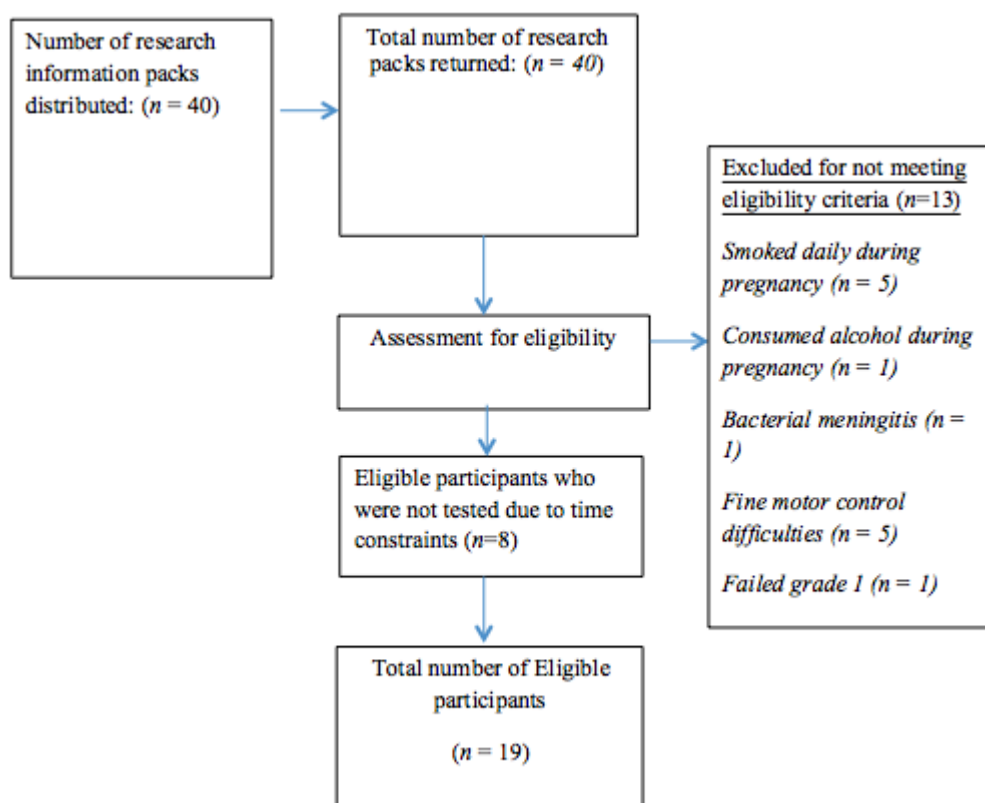 Number of research
information packs
distributed: (n = 40)
Total number of research
packs returned: (n = 40)
Assessment for eligibility
Excluded for not meeting
eligibility criteria (n=13)
Smoked daily during
pregnancy (n = 5)
Consumed alcohol during
pregnancy (n = 1)
Bacterial meningitis (n =
1)
Fine motor control
difficulties (n = 5)
Failed grade 1 (n = 1)
Eligible participants who
were not tested due to time
constraints (n=8)
Total number of Eligible
participants
(n = 19)